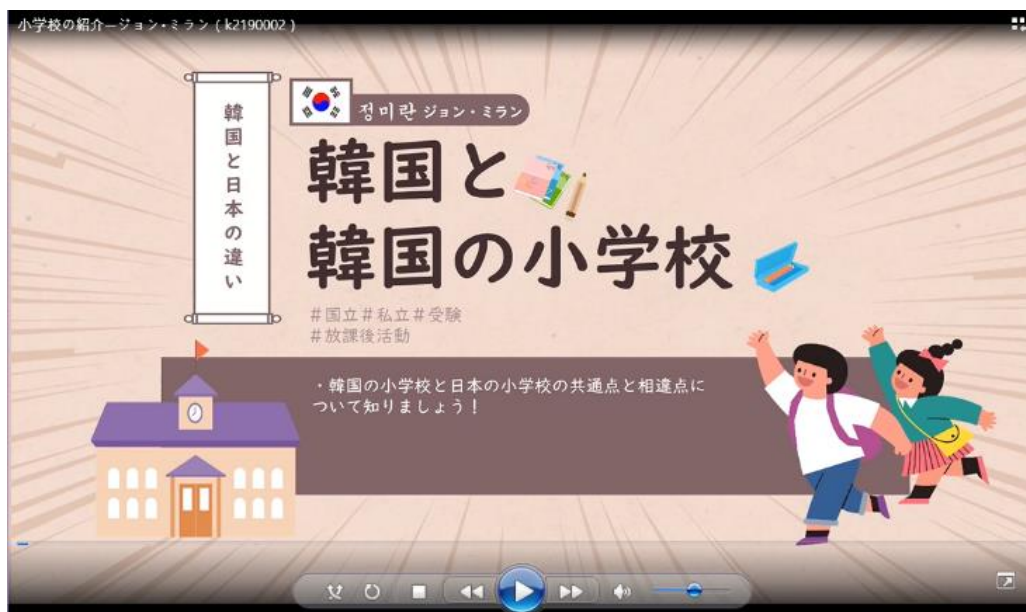 小学校の紹介–ジョン・ミラン ( k2190002 )
韓国と日本の違い
정미란 ジョン・ミラン
韓国と
韓国の小学校
#国立#私立#受験
#放課後活動
・韓国の小学校と日本の小学校の共通点と相違点に
ついて知りましょう！